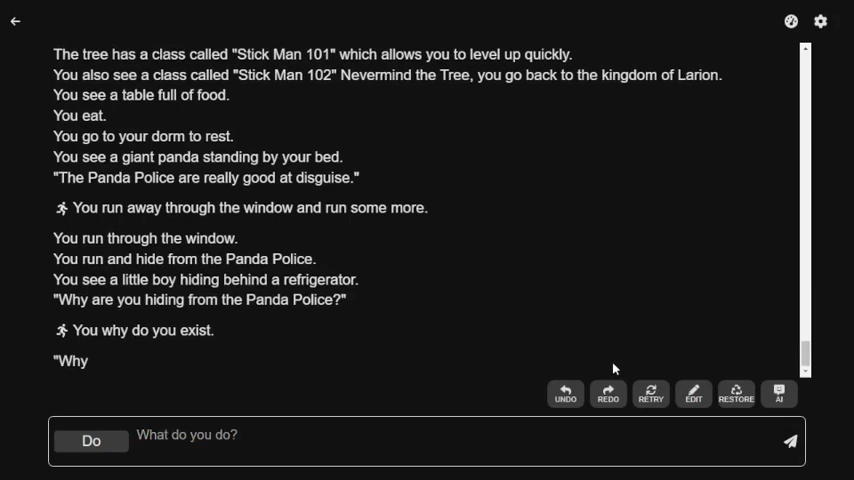 The tree has a class called "Stick Man 101" which allows you to level up quickly.
You also see a class called "Stick Man 102" Nevermind the Tree, you go back to the kingdom of Larion.
You see a table full of food.
You eat.
You go to your dorm to rest.
You see a giant panda standing by your bed.
"The Panda Police are really good at disguise."
You run away through the window and run some more.
You run through the window.
You run and hide from the Panda Police.
You see a little boy hiding behind a refrigerator.
"Why are you hiding from the Panda Police?"
You why do you exist.
"Why
UNDO REDO RETRY EDIT RESTORE AI
Do What do you do?